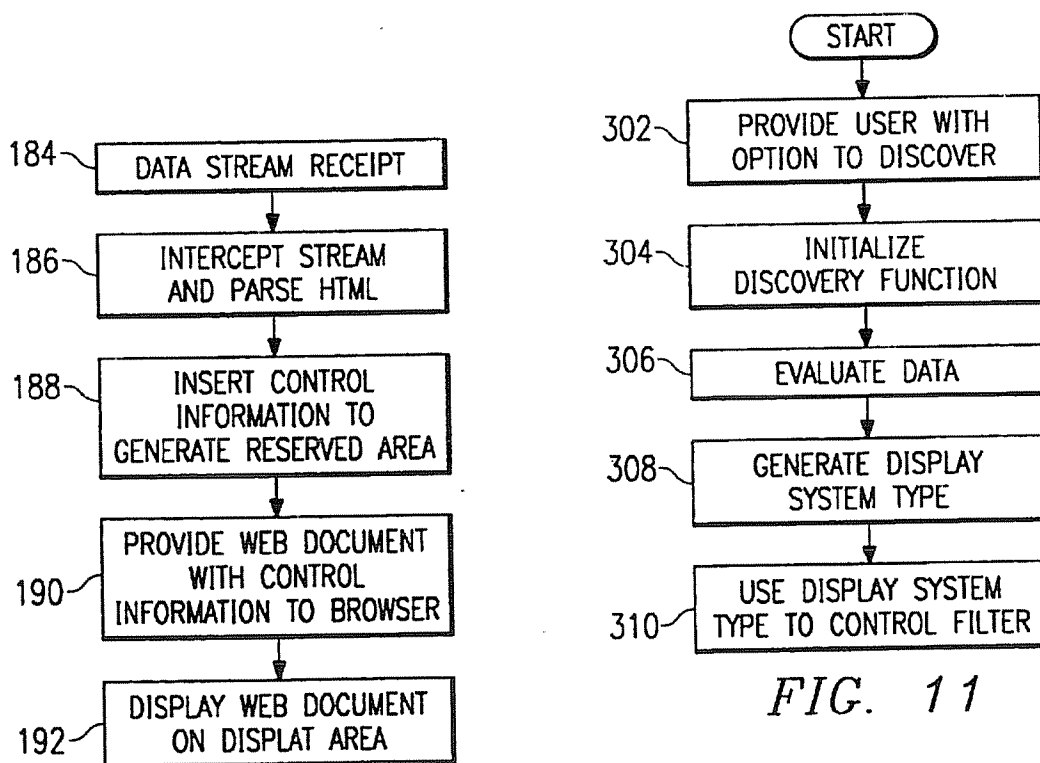 184
DATA STREAM RECEIPT
186
INTERCEPT STREAM
AND PARSE HTML
188
INSERT CONTROL
INFORMATION TO
GENERATE RESERVED AREA
190
PROVIDE WEB DOCUMENT
WITH CONTROL
INFORMATION TO BROWSER
192
DISPLAY WEB DOCUMENT
ON DISPLAT AREA
START
302
PROVIDE USER WITH
OPTION TO DISCOVER
304
INITIALIZE
DISCOVERY FUNCTION
306
EVALUATE DATA
308
GENERATE DISPLAY
SYSTEM TYPE
310
USE DISPLAY SYSTEM
TYPE TO CONTROL FILTER
FIG. 11